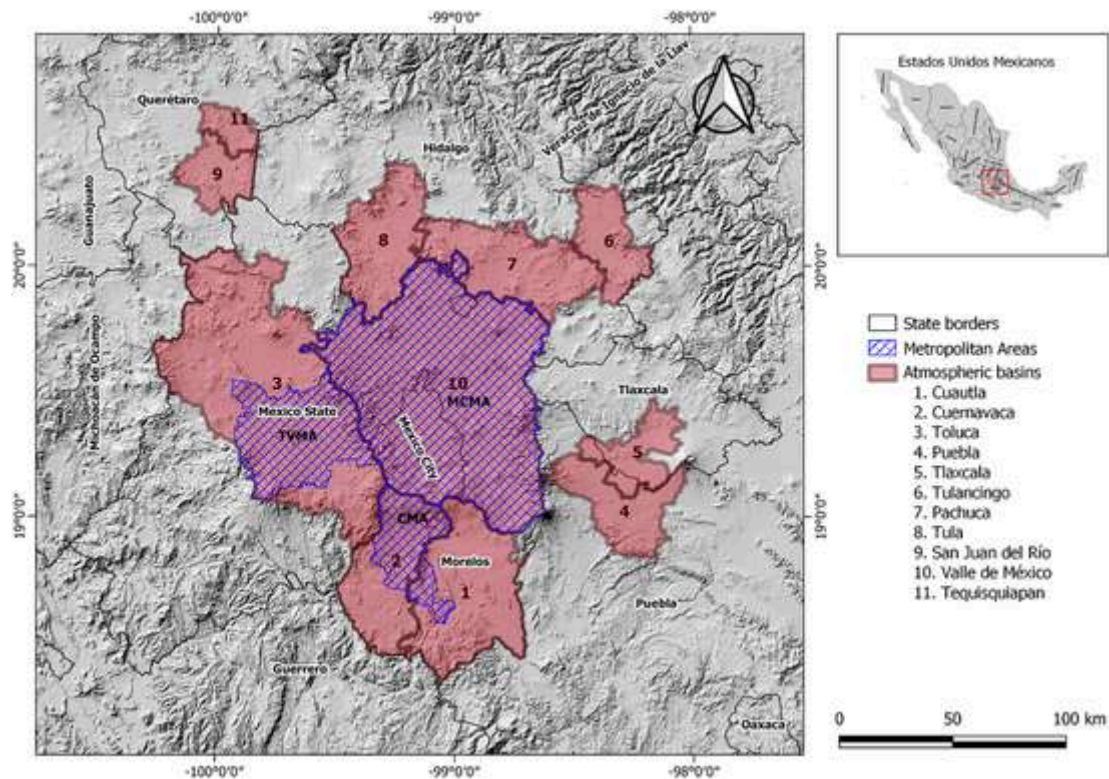 -100°0'0"
-99°0'0"
-98°0'0"
Querétaro
11
Hidalgo
Veracruz de Ignacio de la Llav
9
Guanajuato
8
7
6
20°0'0"
20°0'0"
Michoacán de Ocampo
3
Mexico State
TVMA
10
MCMA
Mexico City
Tlaxcala
5
4
19°0'0"
19°0'0"
CMA
2
Morelos
1
Puebla
Guerrero
Oaxaca
-100°0'0"
-99°0'0"
-98°0'0"
Estados Unidos Mexicanos
State borders
Metropolitan Areas
Atmospheric basins
1. Cuautla
2. Cuernavaca
3. Toluca
4. Puebla
5. Tlaxcala
6. Tulancingo
7. Pachuca
8. Tula
9. San Juan del Río
10. Valle de México
11. Tequisquiapan
0
50
100 km